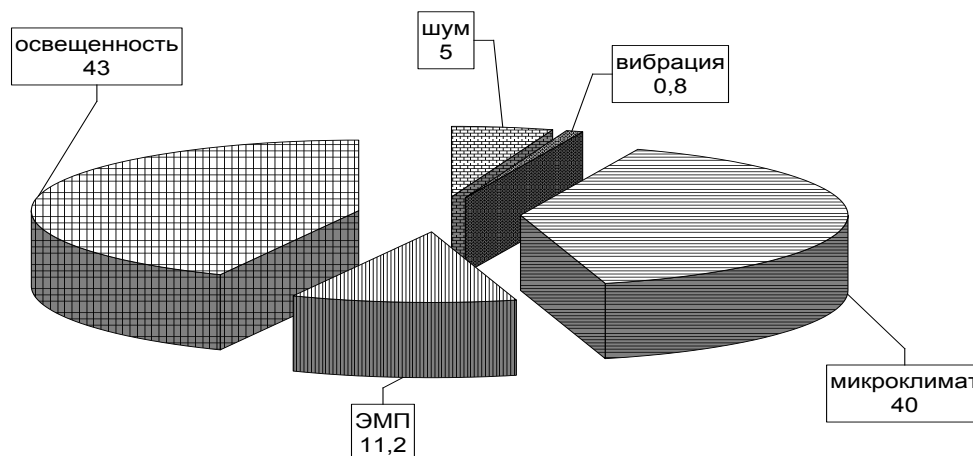 шум
5
освещенность
43
вибрация
0,8
микроклимат
40
ЭМП
11,2